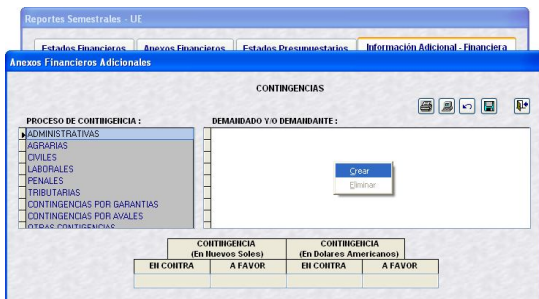 Reportes Semestrales - UE
Estados Financieros Anexos Financieros Estados Presupuestarios Información Adicional - Financiera
Anexos Financieros Adicionales
CONTINGENCIAS
PROCESO DE CONTINGENCIA : DEMANDADO Y/O DEMANDANTE :
ADMINISTRATIVAS
AGRARIAS
CIVILES
LABORALES
PENALES
TRIBUTARIAS
CONTINGENCIAS POR GARANTIAS
CONTINGENCIAS POR AVALES
OTRAS CONTIGENCIAS
Crear
Eliminar
CONTINGENCIA (En Nuevos Soles) CONTINGENCIA (En Dolares Americanos)
EN CONTRA A FAVOR EN CONTRA A FAVOR